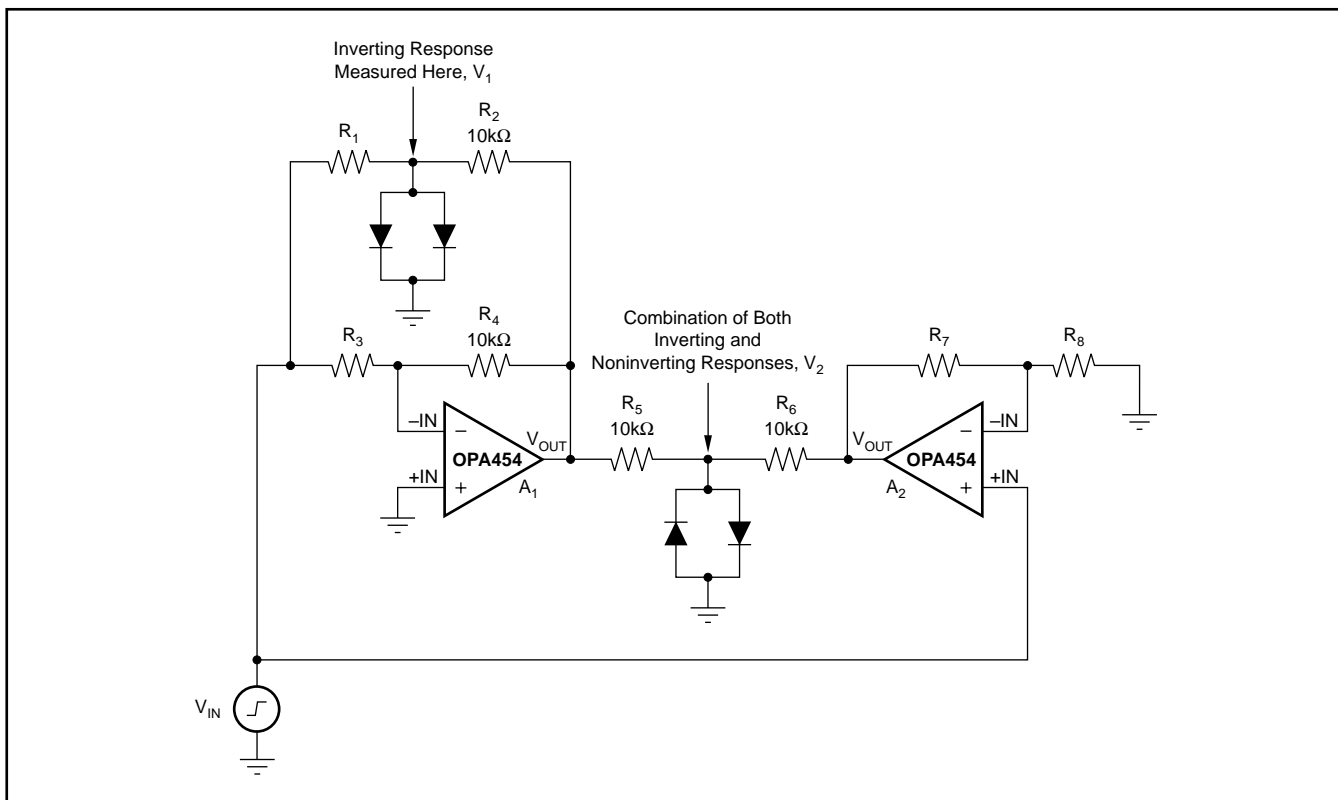 Inverting Response
Measured Here, V₁
R₁
R₂
10kΩ
R₃
R₄
10kΩ
–IN
−
OPA454
+IN
+
VOUT
A₁
Combination of Both
Inverting and
Noninverting Responses, V₂
R₅
10kΩ
R₆
10kΩ
R₇
R₈
VOUT
–IN
−
OPA454
+IN
+
A₂
VIN